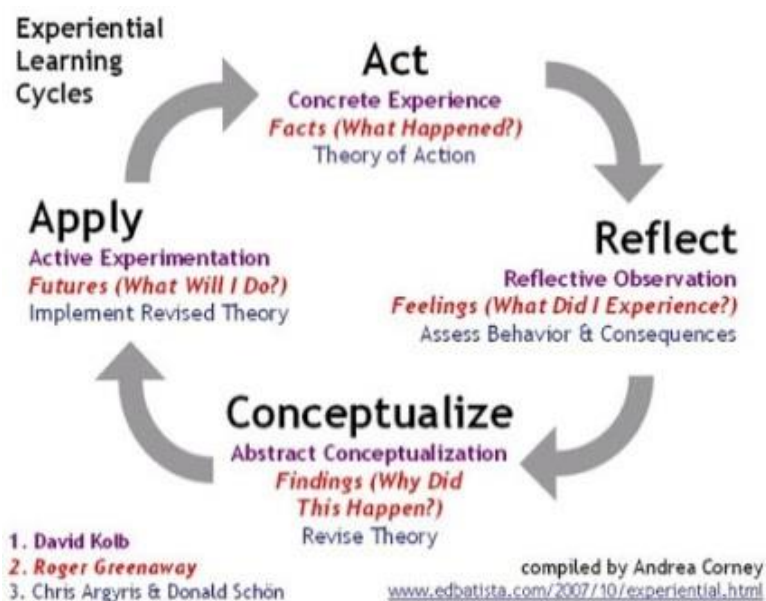 Experiential
Learning
Cycles
Act
Concrete Experience
Facts (What Happened?)
Theory of Action
Reflect
Reflective Observation
Feelings (What Did I Experience?)
Assess Behavior & Consequences
Conceptualize
Abstract Conceptualization
Findings (Why Did
This Happen?)
Revise Theory
Apply
Active Experimentation
Futures (What Will I Do?)
Implement Revised Theory
1. David Kolb
2. Roger Greenaway
3. Chris Argyris & Donald Schön
compiled by Andrea Corney
www.edbatista.com/2007/10/experiential.html